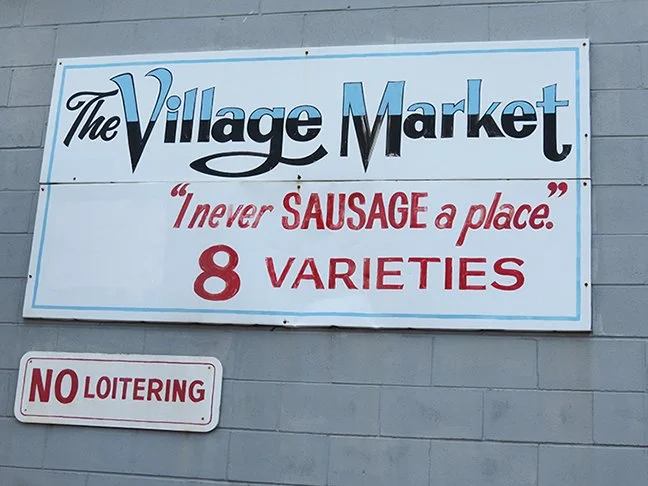 The Village Market
“I never SAUSAGE a place.”
8 VARIETIES
NO LOITERING